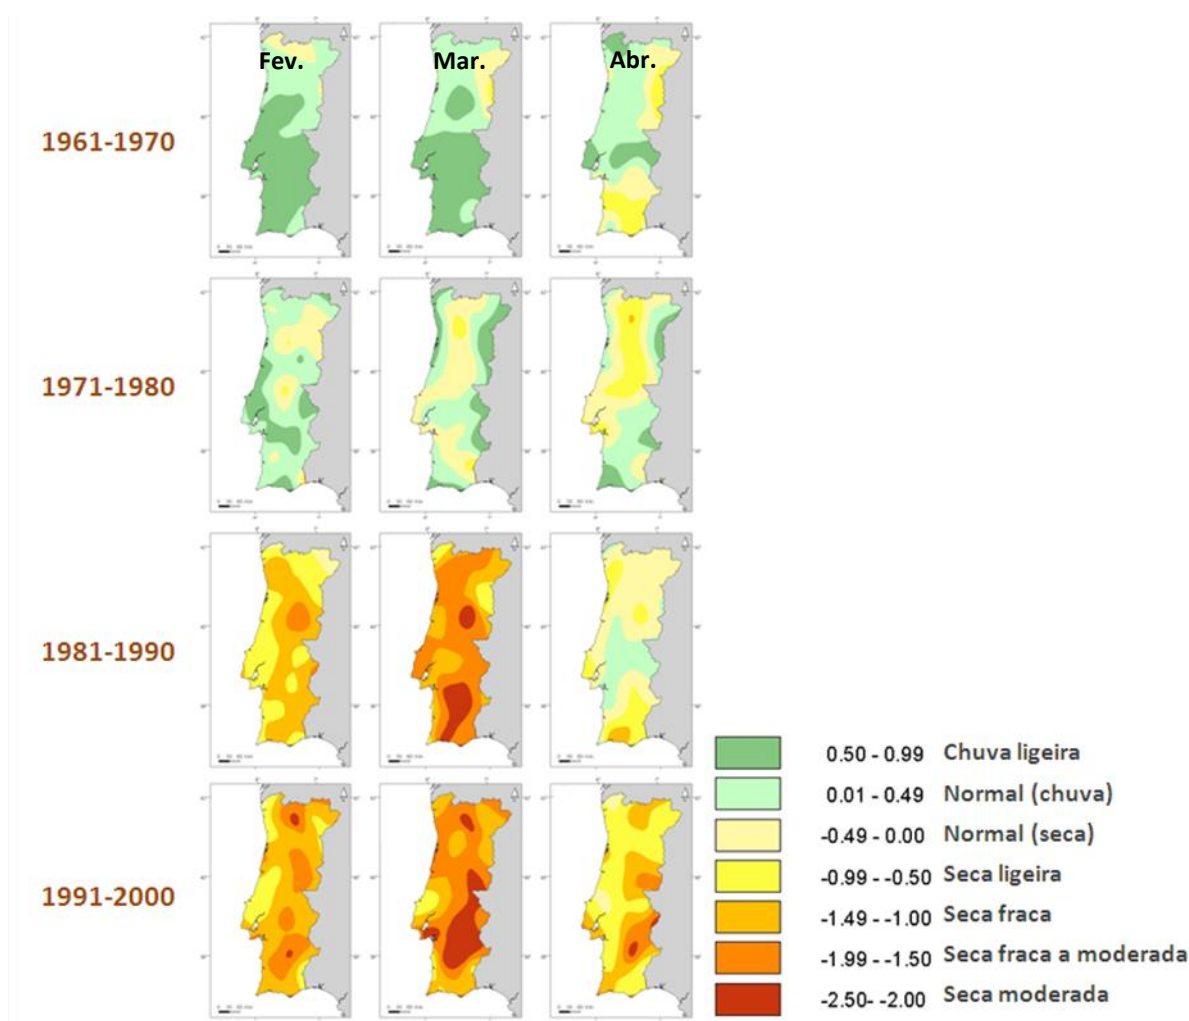 Fev.
Mar.
Abr.
1961-1970
1971-1980
1981-1990
1991-2000
0.50 - 0.99 Chuva ligeira
0.01 - 0.49 Normal (chuva)
-0.49 - 0.00 Normal (seca)
-0.99 - -0.50 Seca ligeira
-1.49 - -1.00 Seca fraca
-1.99 - -1.50 Seca fraca a moderada
-2.50- -2.00 Seca moderada